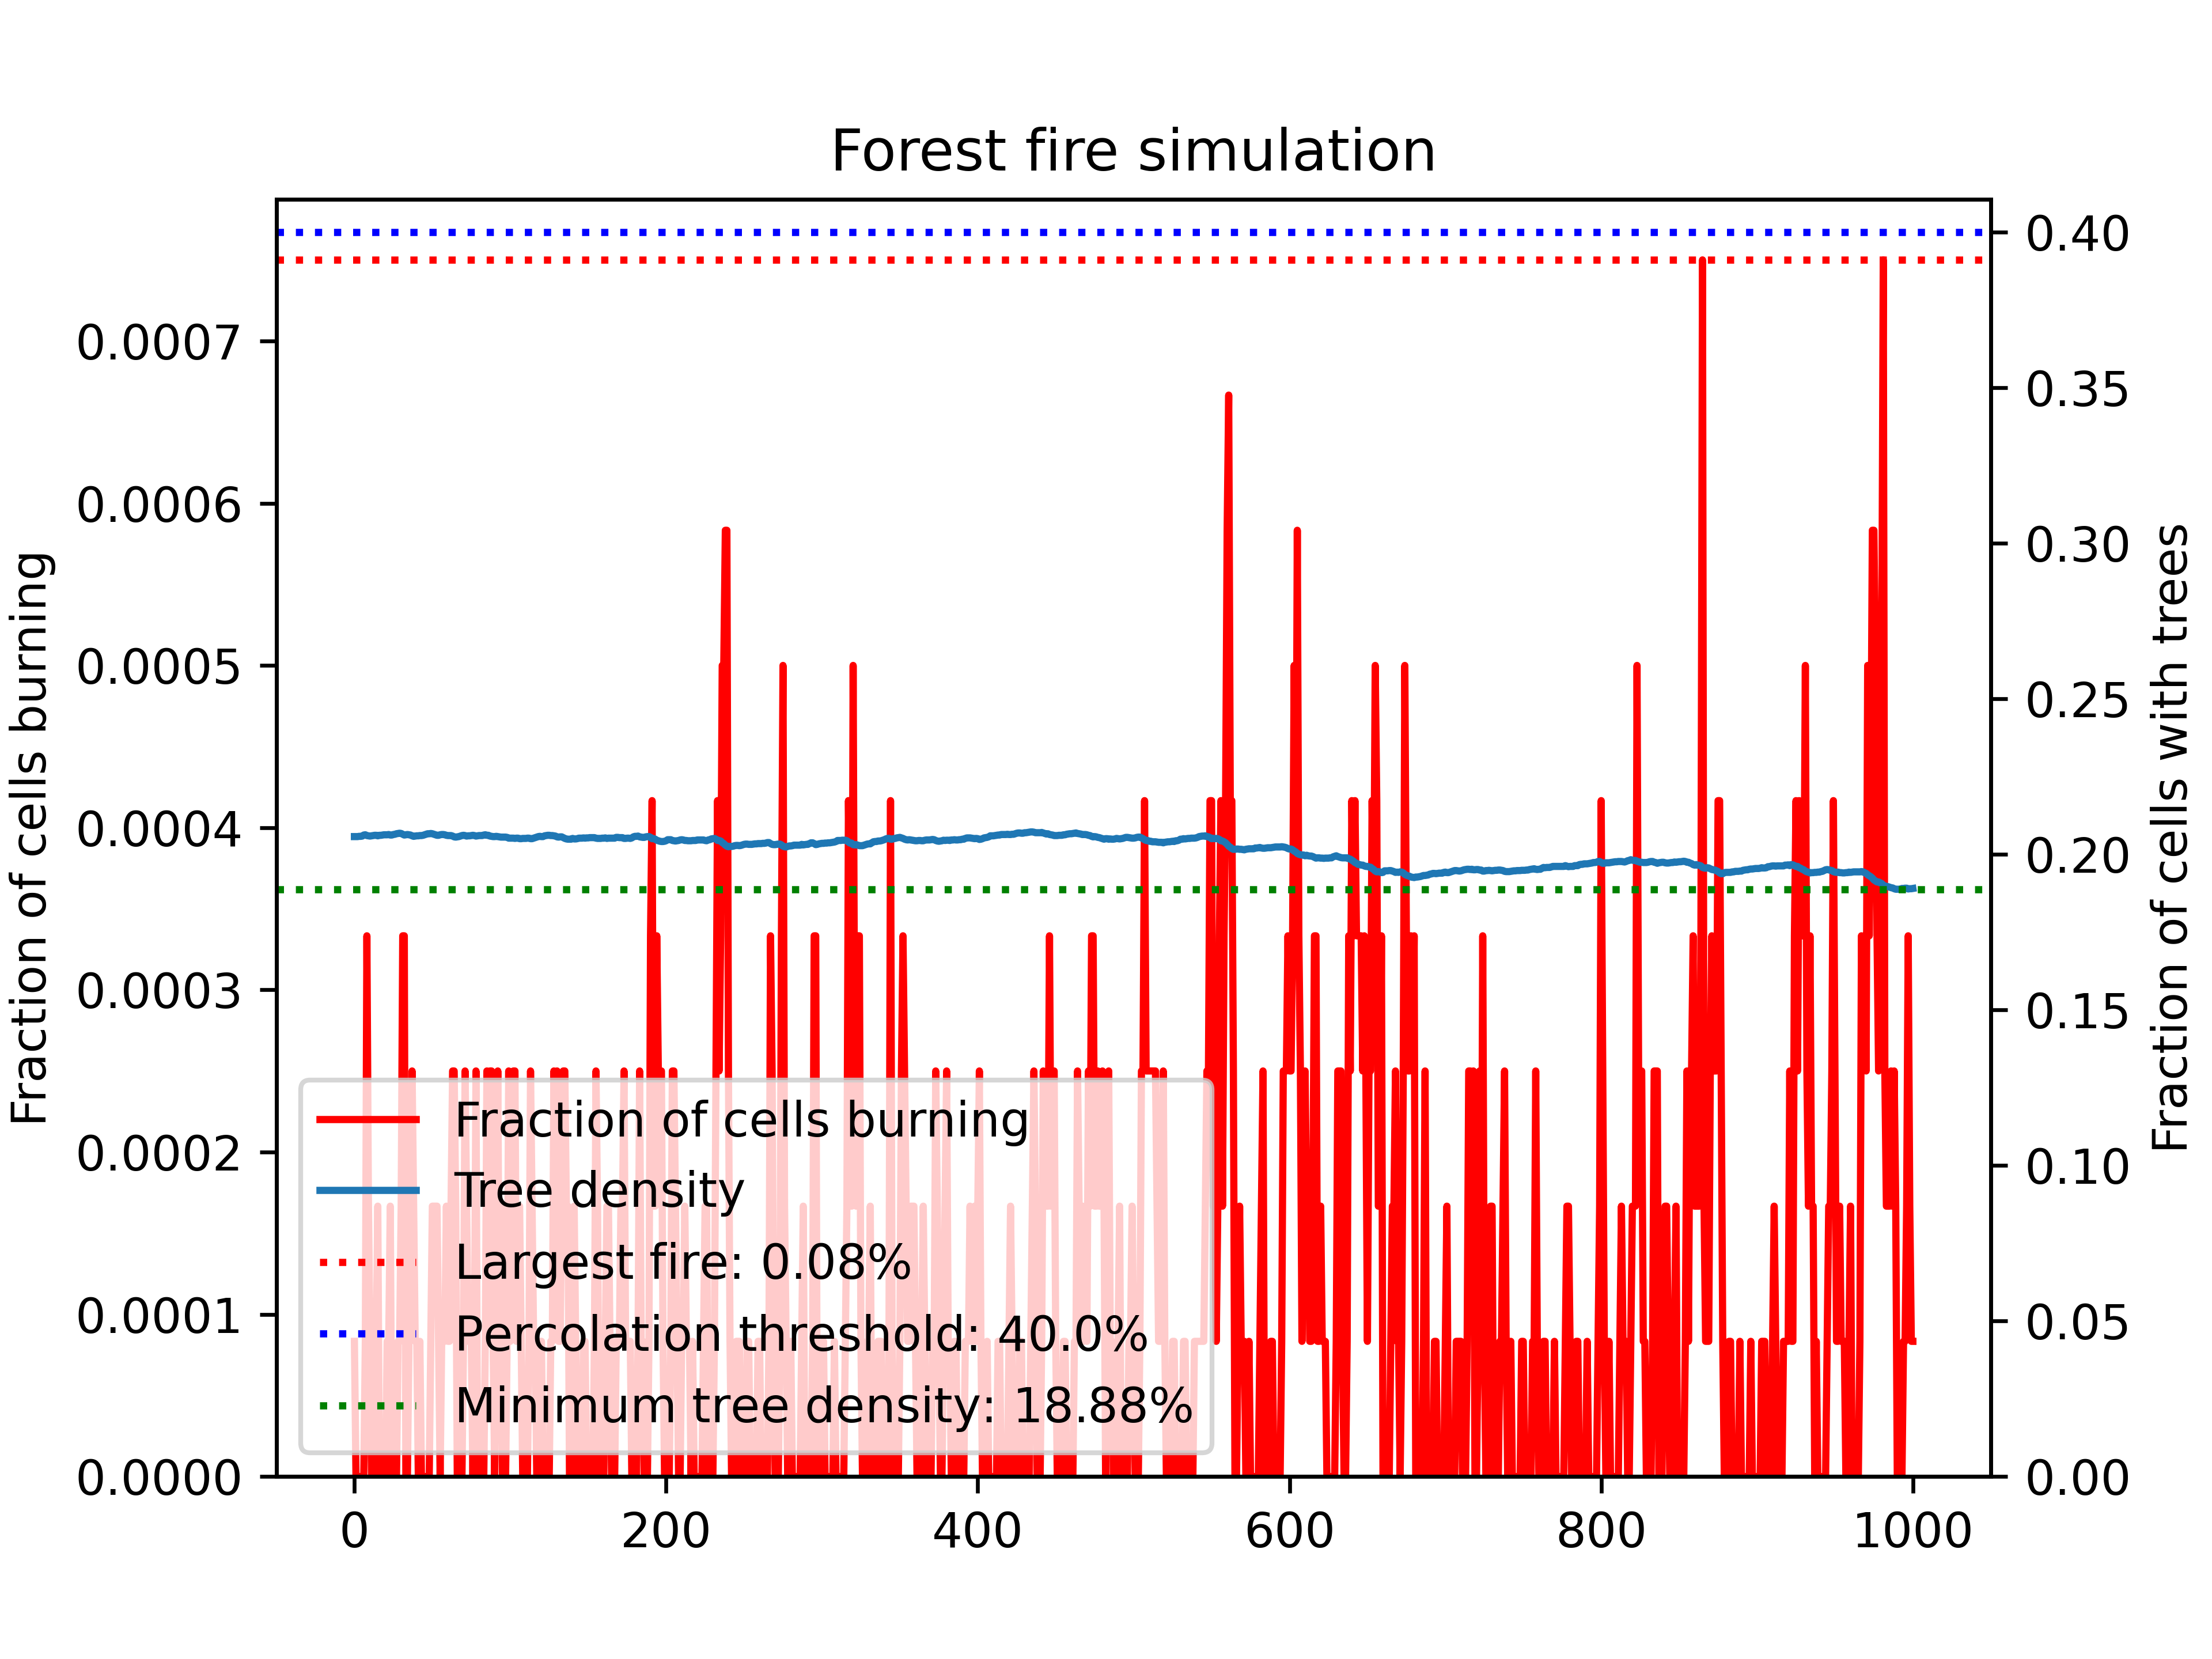 Forest fire simulation
0.0007
0.0006
0.0005
0.0004
0.0003
0.0002
0.0001
0.0000
Fraction of cells burning
0.40
0.35
0.30
0.25
0.20
0.15
0.10
0.05
0.00
Fraction of cells with trees
Fraction of cells burning
Tree density
Largest fire: 0.08%
Percolation threshold: 40.0%
Minimum tree density: 18.88%
0 200 400 600 800 1000